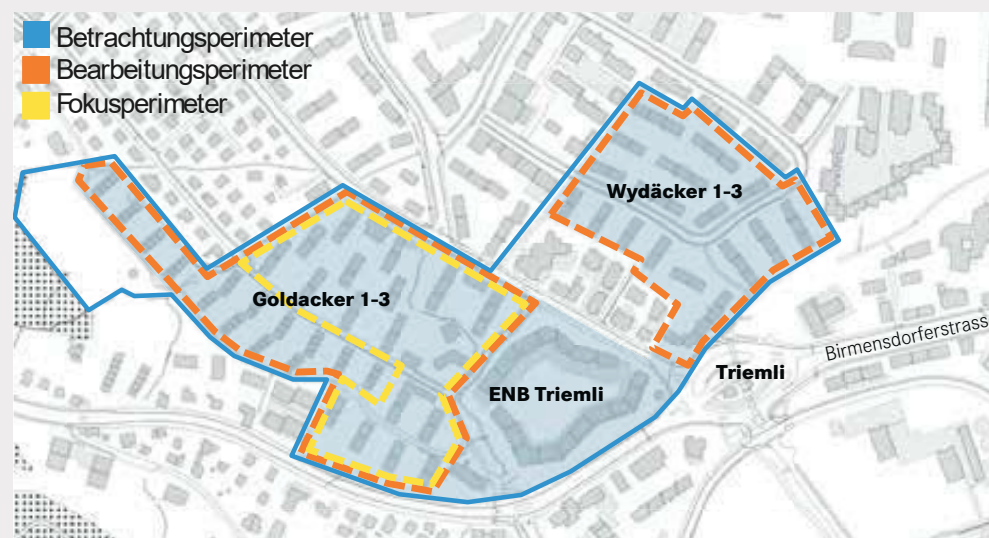 Betrachtungsperimeter
Bearbeitungsperimeter
Fokusperimeter
Wydäcker 1-3
Goldacker 1-3
Birmensdorferstrass
Triemli
ENB Triemli